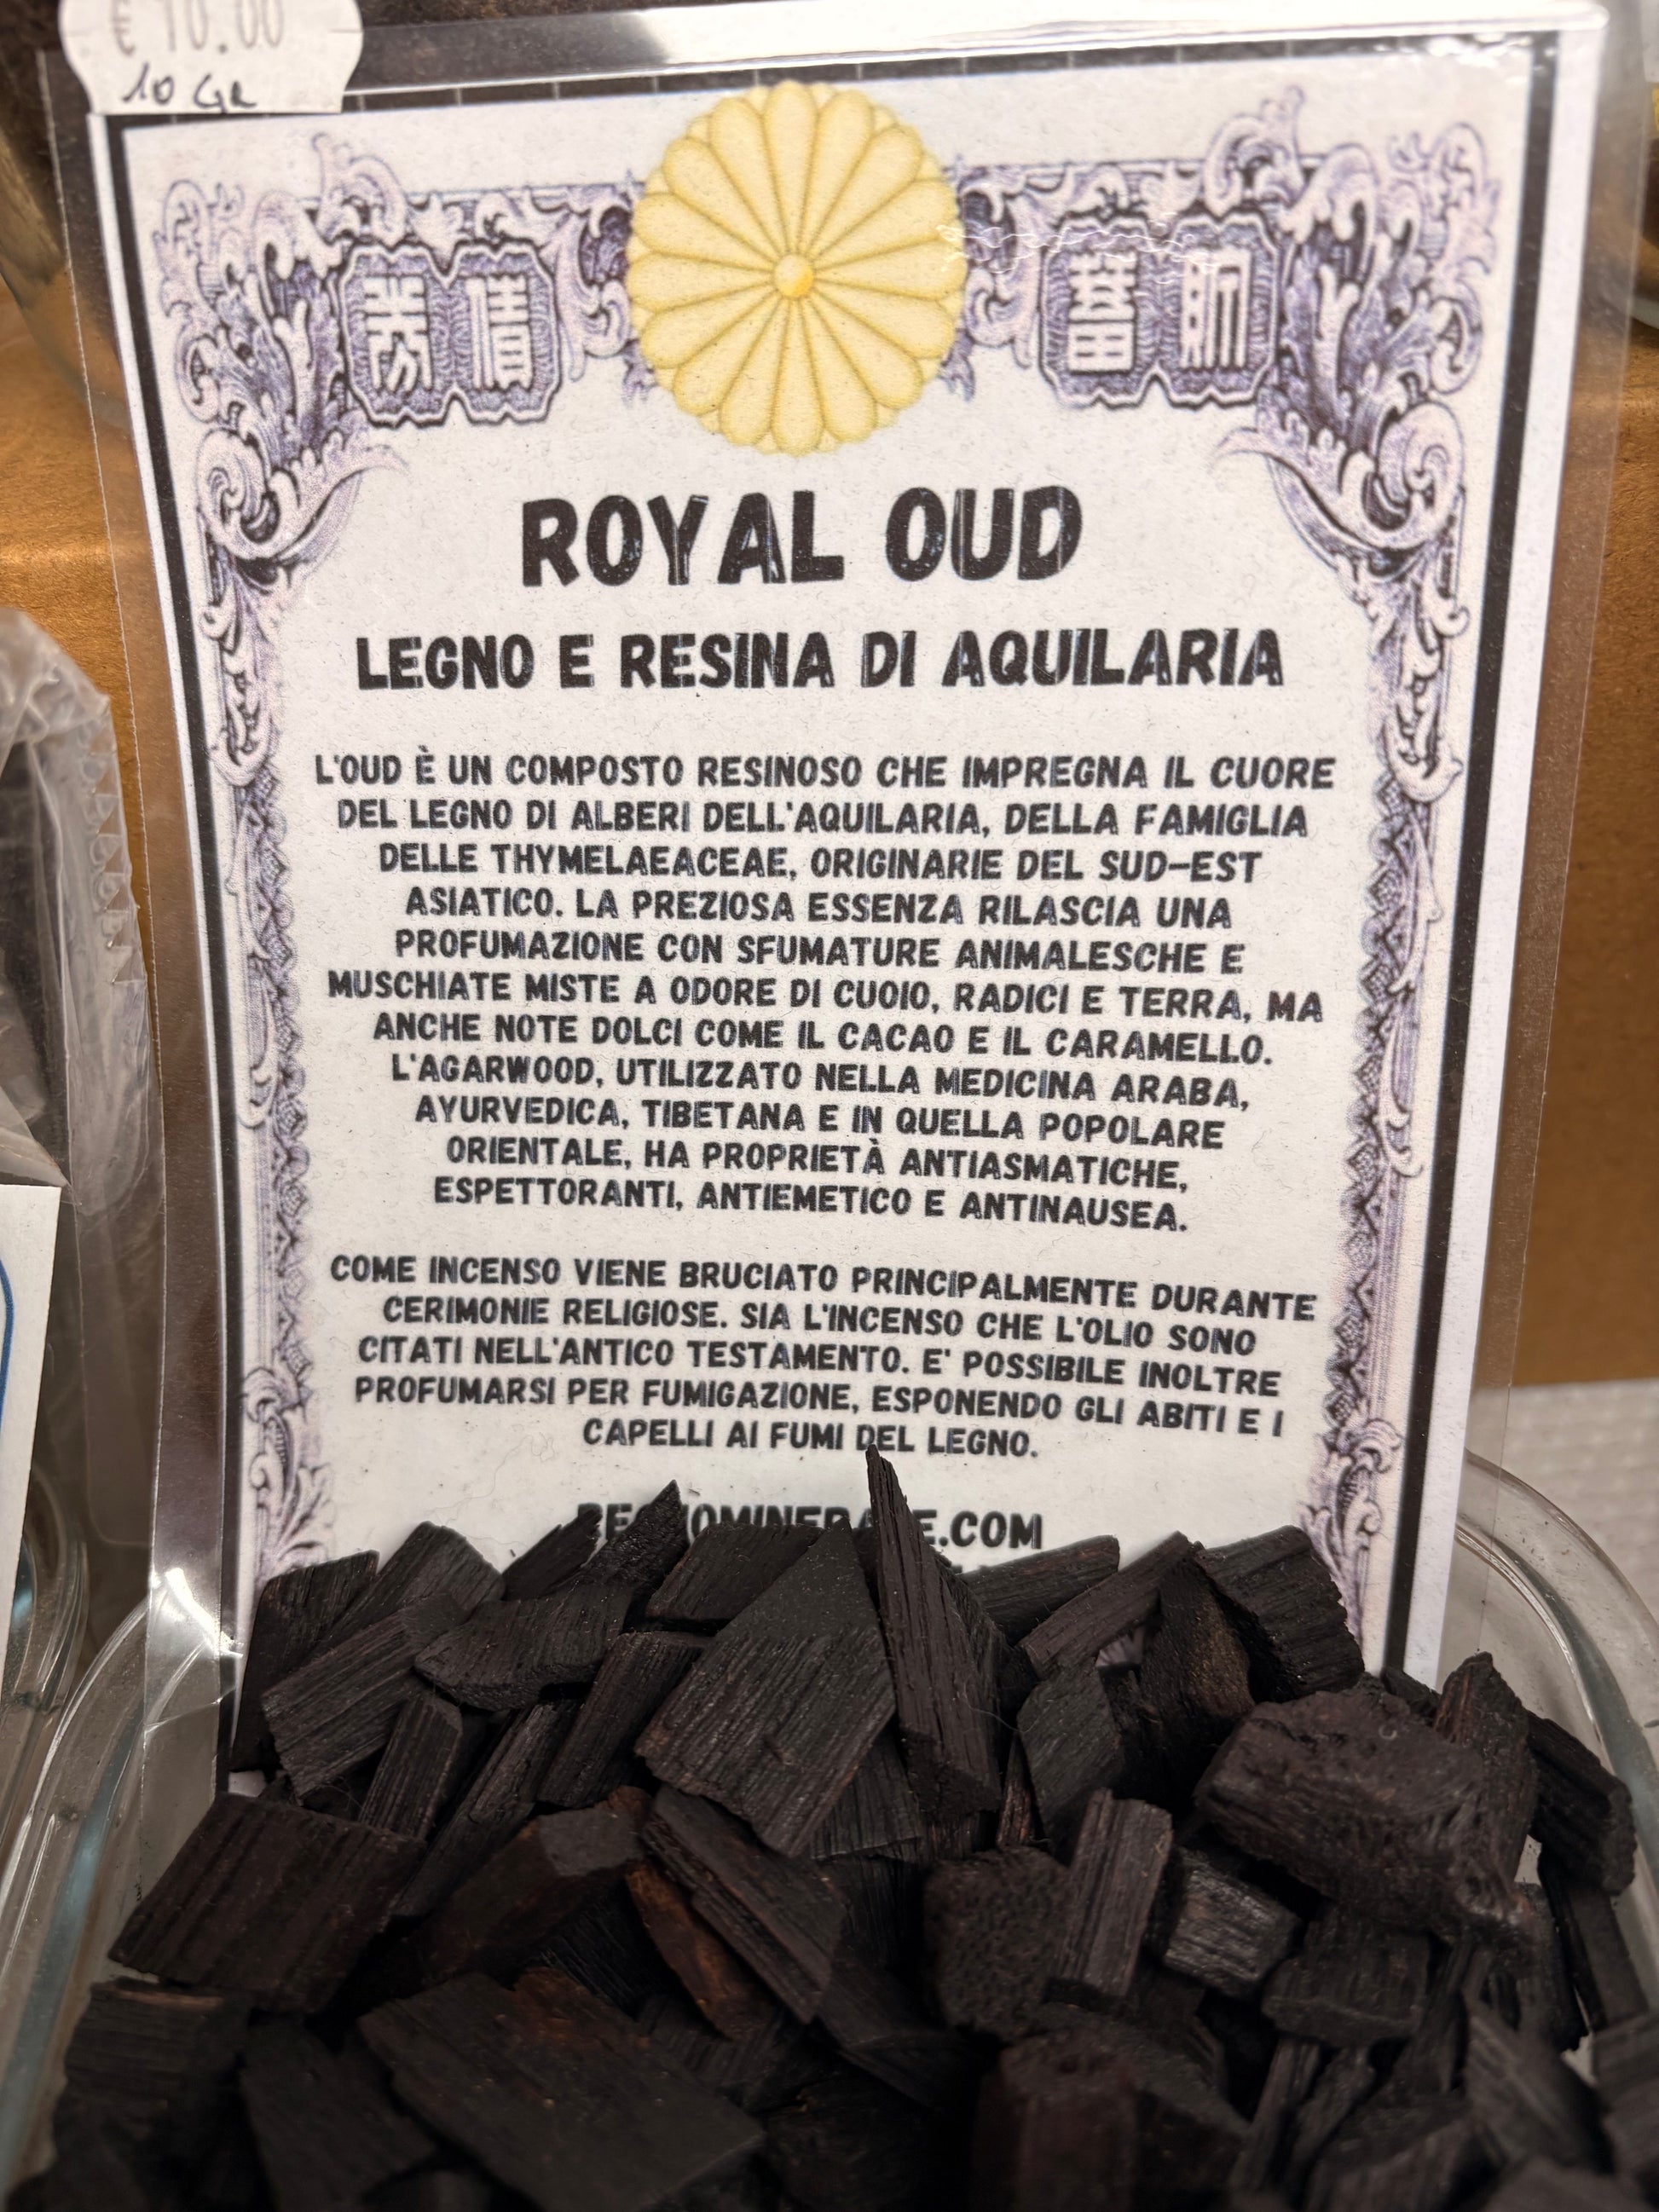 € 10.00
10 GR
ROYAL OUD
LEGNO E RESINA DI AQUILARIA
L'OUD È UN COMPOSTO RESINOSO CHE IMPREGNA IL CUORE
DEL LEGNO DI ALBERI DELL'AQUILARIA, DELLA FAMIGLIA
DELLE THYMELAEACEAE, ORIGINARIE DEL SUD-EST
ASIATICO. LA PREZIOSA ESSENZA RILASCIA UNA
PROFUMAZIONE CON SFUMATURE ANIMALESCHE E
MUSCHIATE MISTE A ODORE DI CUOIO, RADICI E TERRA, MA
ANCHE NOTE DOLCI COME IL CACAO E IL CARAMELLO.
L'AGARWOOD, UTILIZZATO NELLA MEDICINA ARABA,
AYURVEDICA, TIBETANA E IN QUELLA POPOLARE
ORIENTALE, HA PROPRIETÀ ANTIASMATICHE,
ESPETTORANTI, ANTIEMETICO E ANTINAUSEA.
COME INCENSO VIENE BRUCIATO PRINCIPALMENTE DURANTE
CERIMONIE RELIGIOSE. SIA L'INCENSO CHE L'OLIO SONO
CITATI NELL'ANTICO TESTAMENTO. E' POSSIBILE INOLTRE
PROFUMARSI PER FUMIGAZIONE, ESPONENDO GLI ABITI E I
CAPELLI AI FUMI DEL LEGNO.